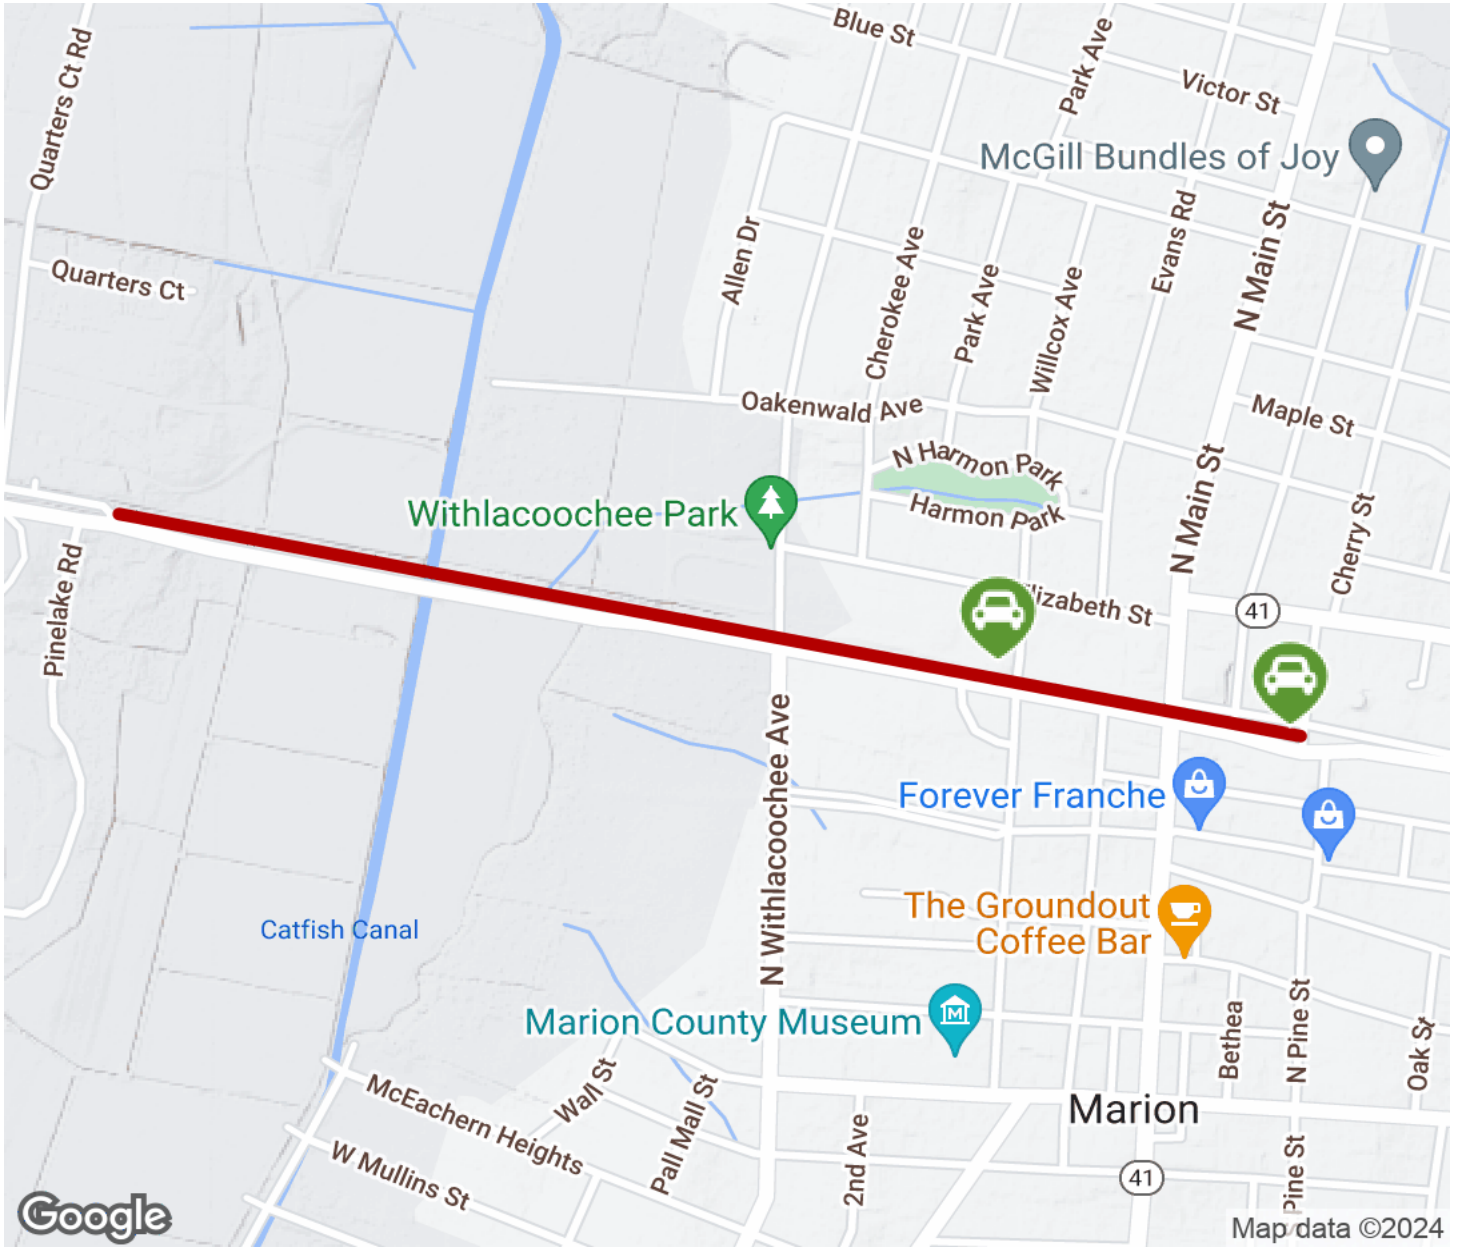 Blue St
Park Ave
Victor St
Quarters Ct Rd
McGill Bundles of Joy
Evans Rd
N Main St
Allen Dr
Cherokee Ave
Park Ave
Willcox Ave
Quarters Ct
Oakenwald Ave
Maple St
N Harmon Park
Withlacoochee Park
Harmon Park
N Main St
Cherry St
Pinelake Rd
Elizabeth St
41
N Withlacoochee Ave
Forever Franche
The Groundout
Coffee Bar
Catfish Canal
Marion County Museum
Bethea
N Pine St
Oak St
Wall St
McEachern Heights
Pall Mall St
Marion
2nd Ave
W Mullins St
41
S Pine St
Google
Map data ©2024